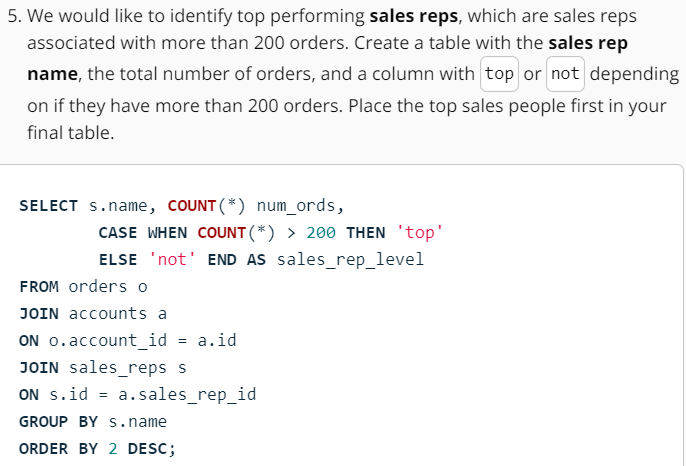 5. We would like to identify top performing sales reps, which are sales reps
associated with more than 200 orders. Create a table with the sales rep
name, the total number of orders, and a column with top or not depending
on if they have more than 200 orders. Place the top sales people first in your
final table.
SELECT s.name, COUNT(*) num_ords,
CASE WHEN COUNT(*) > 200 THEN 'top'
ELSE 'not' END AS sales_rep_level
FROM orders o
JOIN accounts a
ON o.account_id = a.id
JOIN sales_reps s
ON s.id = a.sales_rep_id
GROUP BY s.name
ORDER BY 2 DESC;